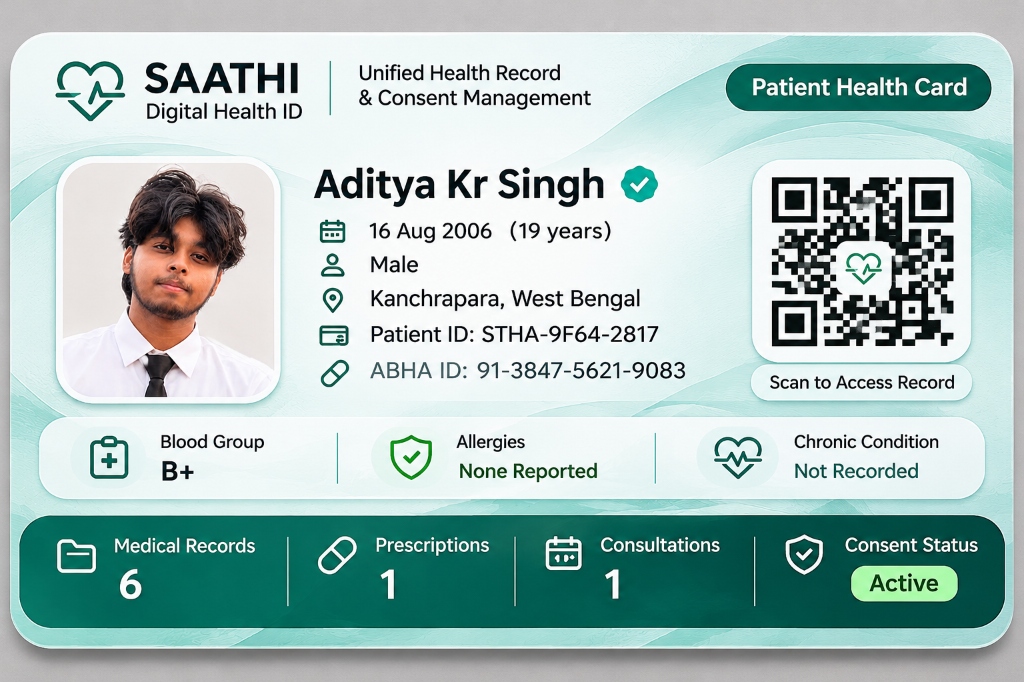 SAATHI
Digital Health ID
Unified Health Record
& Consent Management
Patient Health Card
Aditya Kr Singh
16 Aug 2006 (19 years)
Male
Kanchrapara, West Bengal
Patient ID: STHA-9F64-2817
ABHA ID: 91-3847-5621-9083
Scan to Access Record
Blood Group
B+
Allergies
None Reported
Chronic Condition
Not Recorded
Medical Records
6
Prescriptions
1
Consultations
1
Consent Status
Active